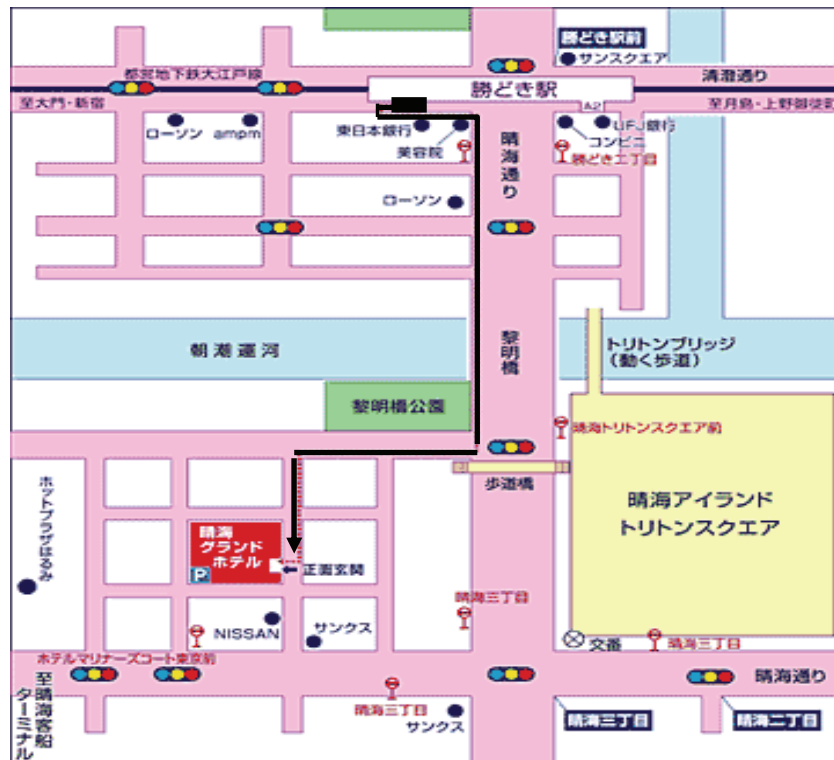 勝どき駅前
サンスクエア
都営地下鉄大江戸線
清澄通り
勝どき駅
至大門・新宿
A2
至月島・上野御徒町
ローソン
ampm
東日本銀行
美容院
UFJ銀行
コンビニ
勝どき二丁目
晴海通り
ローソン
朝潮運河
黎明橋
トリトンブリッジ
(動く歩道)
黎明橋公園
晴海トリトンスクエア前
歩道橋
晴海アイランド
トリトンスクエア
ホットプラザはるみ
晴海
グランド
ホテル
P
正面玄関
晴海三丁目
NISSAN
サンクス
交番
晴海三丁目
ホテルマリナーズコート東京前
晴海通り
至晴海客船
ターミナル
晴海三丁目
サンクス
晴海三丁目
晴海二丁目